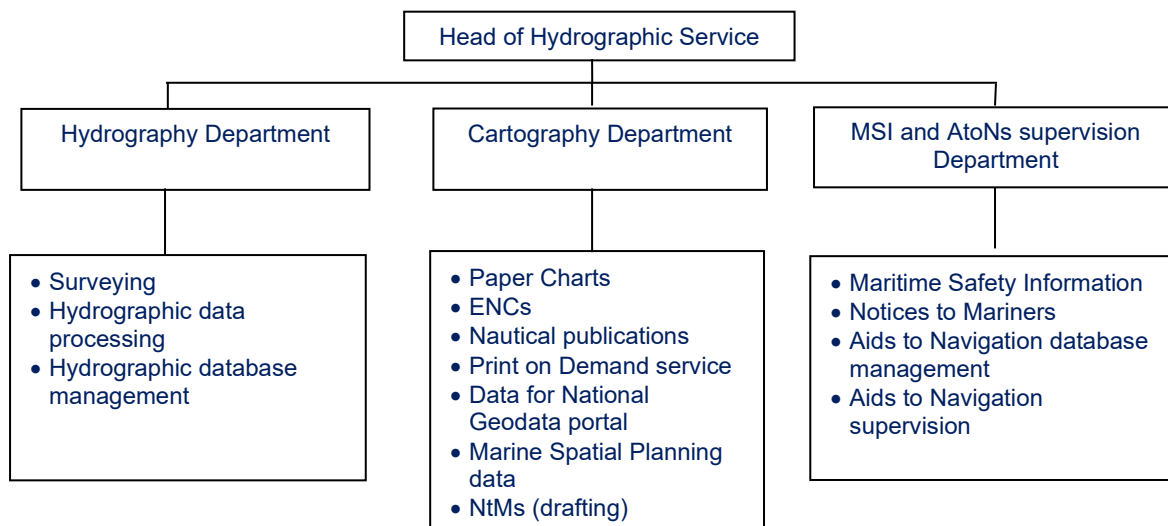 Head of Hydrographic Service
Hydrography Department
Cartography Department
MSI and AtoNs supervision
Department
• Surveying
• Hydrographic data
processing
• Hydrographic database
management
• Paper Charts
• ENCs
• Nautical publications
• Print on Demand service
• Data for National
Geodata portal
• Marine Spatial Planning
data
• NtMs (drafting)
• Maritime Safety Information
• Notices to Mariners
• Aids to Navigation database
management
• Aids to Navigation
supervision